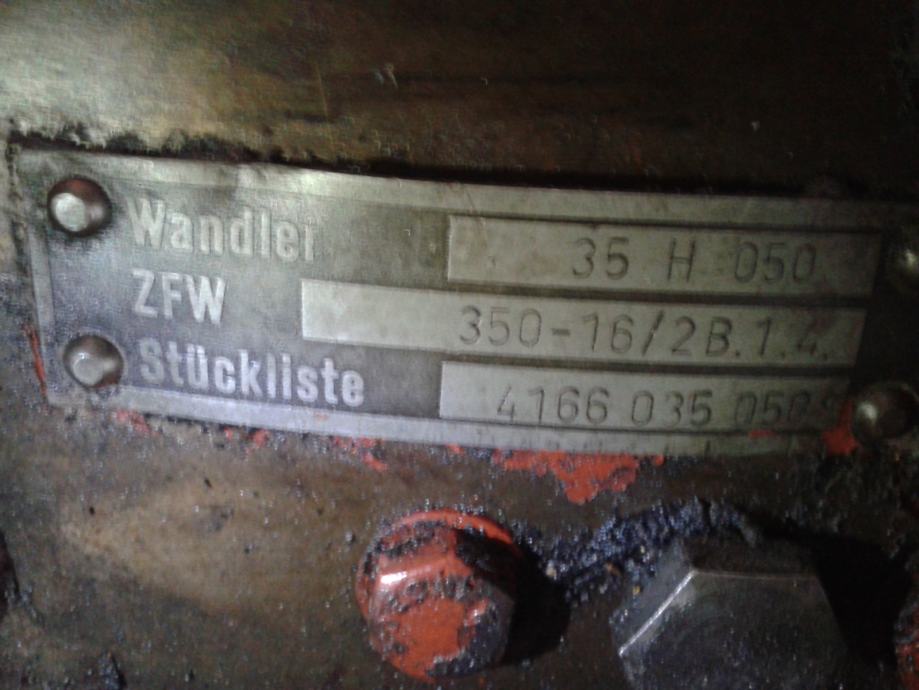 Wandler 35 H 050
ZFW 350-16/2B.1.4.
Stückliste 4166 035 050